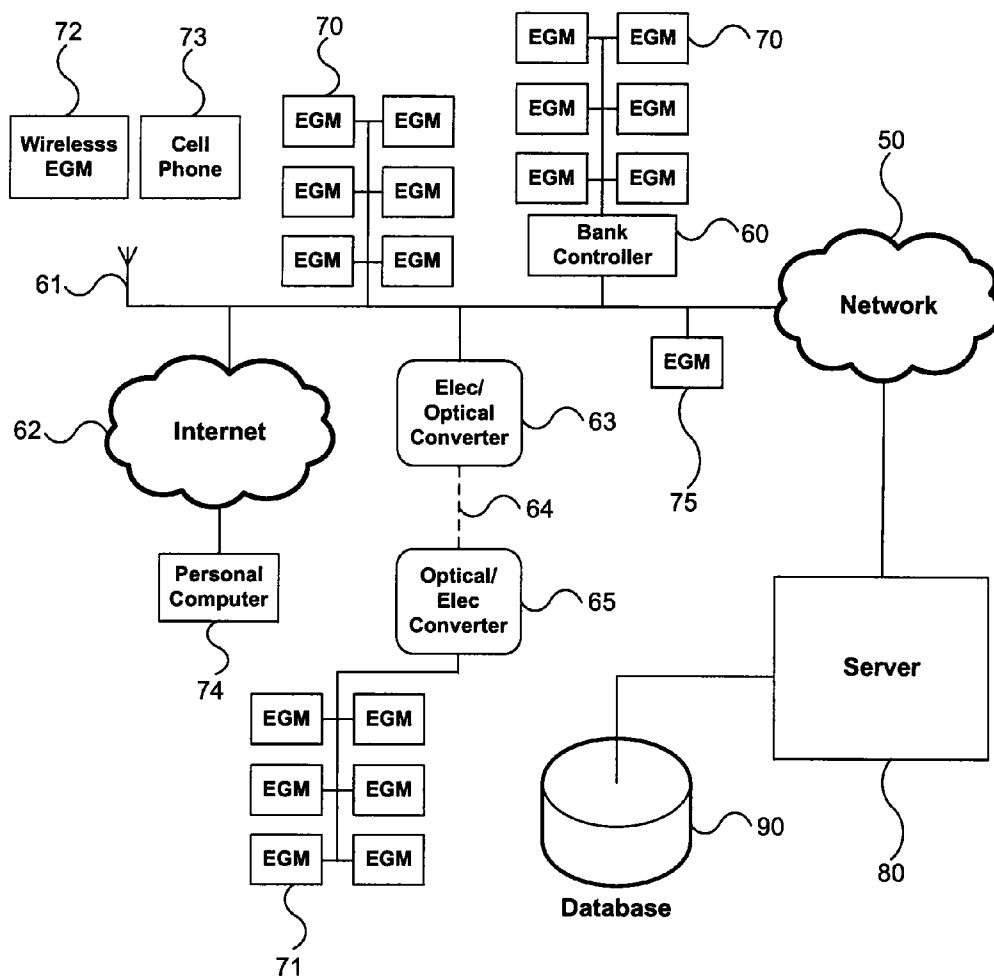 72
73
70
EGM EGM
70
EGM EGM
Wirelesss
EGM
Cell
Phone
EGM EGM
EGM EGM
50
EGM EGM
EGM EGM
Bank
Controller
60
EGM EGM
61
Network
EGM
62
Internet
Elec/
Optical
Converter
63
64
75
Personal
Computer
Optical/
Elec
Converter
65
74
Server
EGM EGM
EGM EGM
90
EGM EGM
80
Database
71